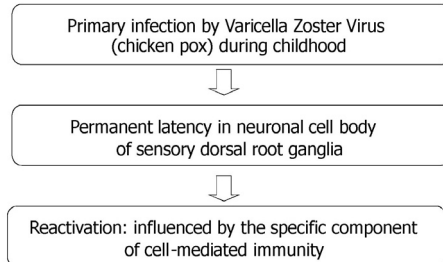 Primary infection by Varicella Zoster Virus
(chicken pox) during childhood
Permanent latency in neuronal cell body
of sensory dorsal root ganglia
Reactivation: influenced by the specific component
of cell-mediated immunity